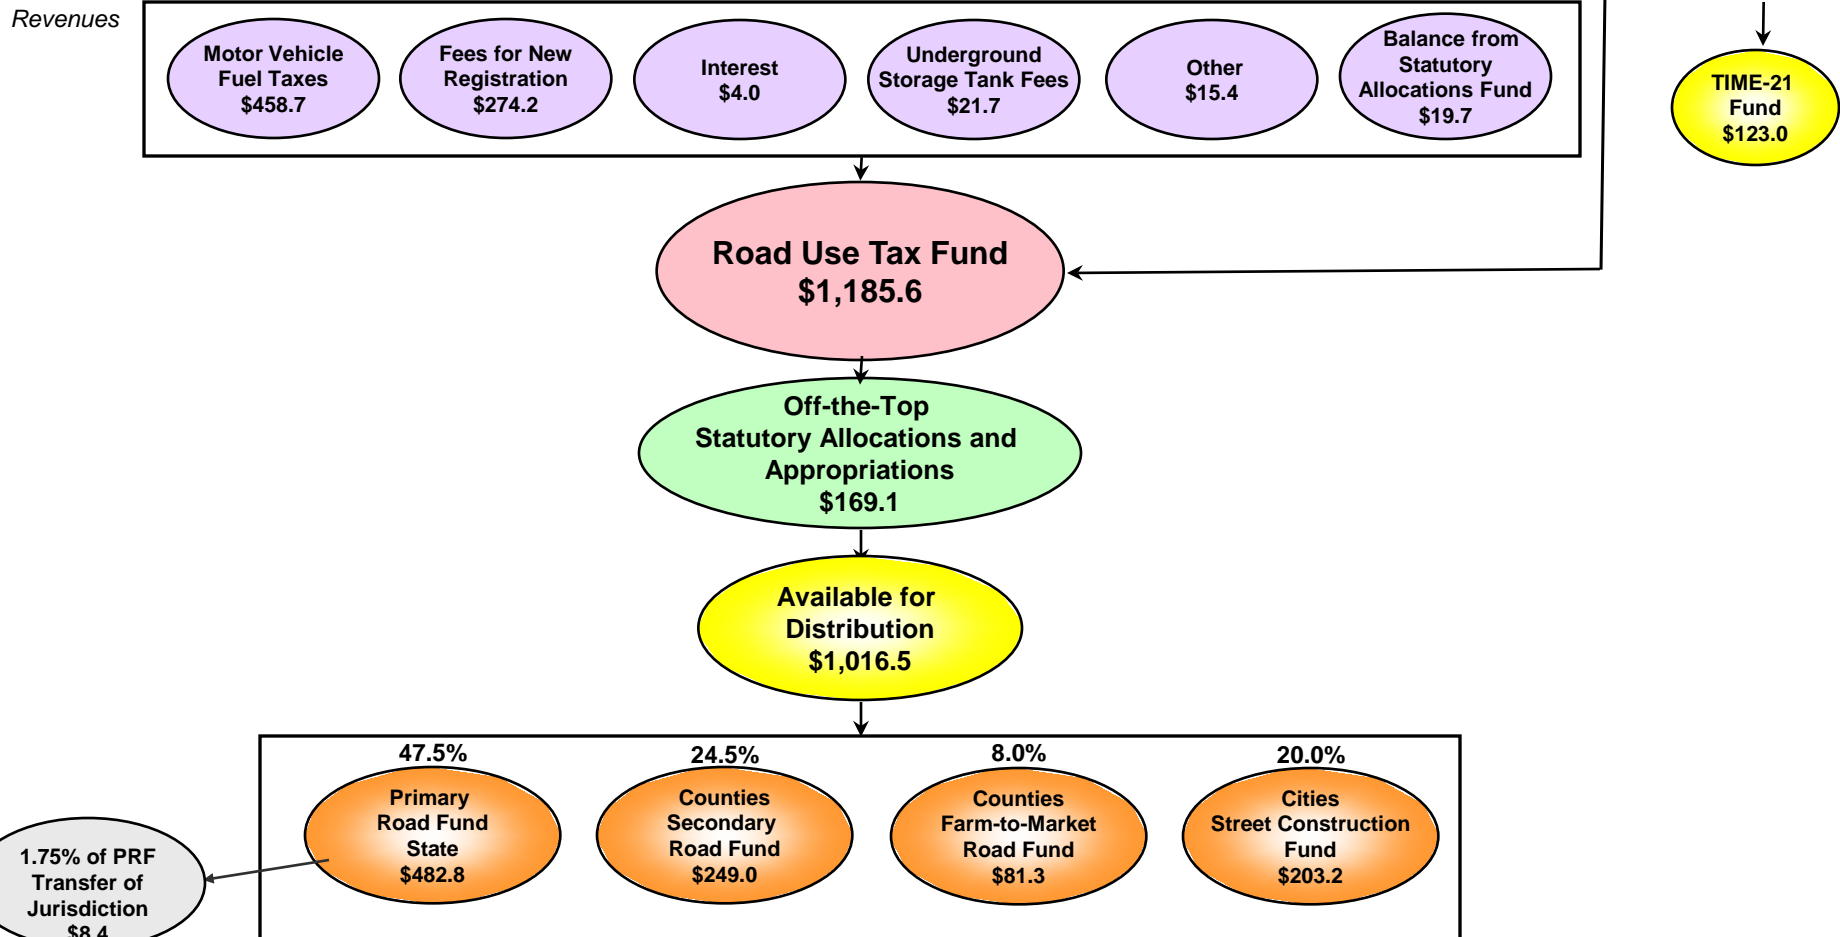 Revenues
Motor Vehicle
Fuel Taxes
$458.7
Fees for New
Registration
$274.2
Interest
$4.0
Underground
Storage Tank Fees
$21.7
Other
$15.4
Balance from
Statutory
Allocations Fund
$19.7
TIME-21
Fund
$123.0
Road Use Tax Fund
$1,185.6
Off-the-Top
Statutory Allocations and
Appropriations
$169.1
Available for
Distribution
$1,016.5
47.5%
Primary
Road Fund
State
$482.8
24.5%
Counties
Secondary
Road Fund
$249.0
8.0%
Counties
Farm-to-Market
Road Fund
$81.3
20.0%
Cities
Street Construction
Fund
$203.2
1.75% of PRF
Transfer of
Jurisdiction
$8.4